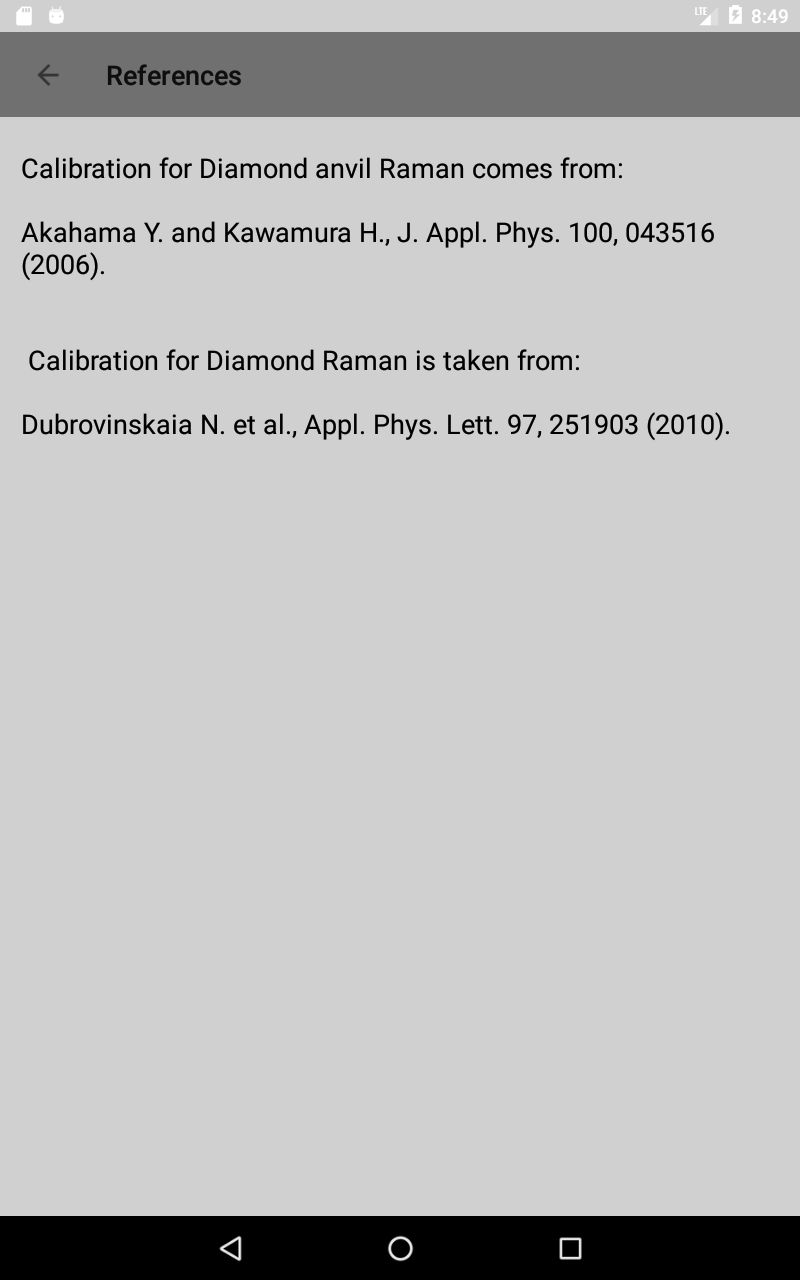 LTE 8:49
References
Calibration for Diamond anvil Raman comes from:
Akahama Y. and Kawamura H., J. Appl. Phys. 100, 043516
(2006).
Calibration for Diamond Raman is taken from:
Dubrovinskaia N. et al., Appl. Phys. Lett. 97, 251903 (2010).